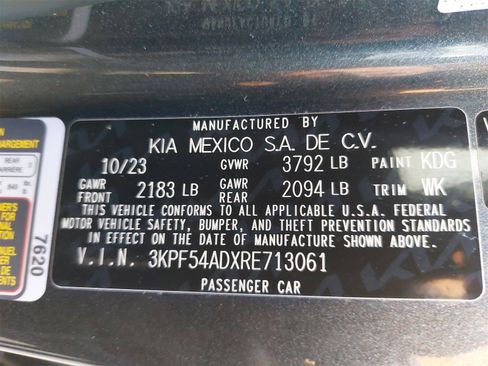 MANUFACTURED BY
KIA MEXICO S.A. DE C.V.
10/23 GVWR 3792 LB PAINT KDG
GAWR FRONT 2183 LB GAWR REAR 2094 LB TRIM WK
THIS VEHICLE CONFORMS TO ALL APPLICABLE U.S.A. FEDERAL
MOTOR VEHICLE SAFETY, BUMPER, AND THEFT PREVENTION STANDARDS
IN EFFECT ON THE DATE OF MANUFACTURE SHOWN ABOVE.
V.I.N. 3KPF54ADXRE713061
PASSENGER CAR
REAR
7620